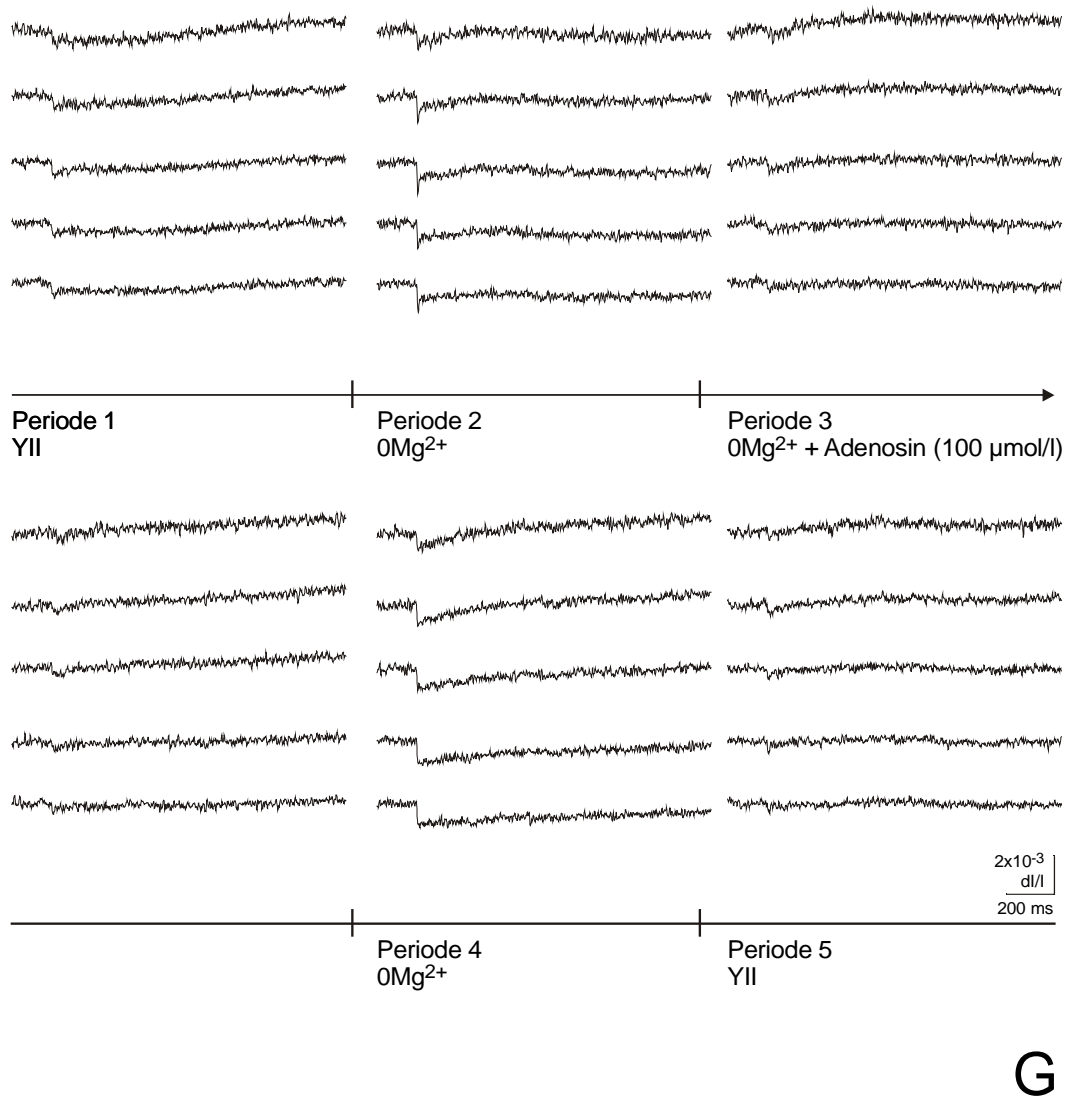 Periode 1
YII
Periode 2
0Mg²⁺
Periode 3
0Mg²⁺ + Adenosin (100 µmol/l)
2x10⁻³
dI/I
200 ms
Periode 4
0Mg²⁺
Periode 5
YII
G